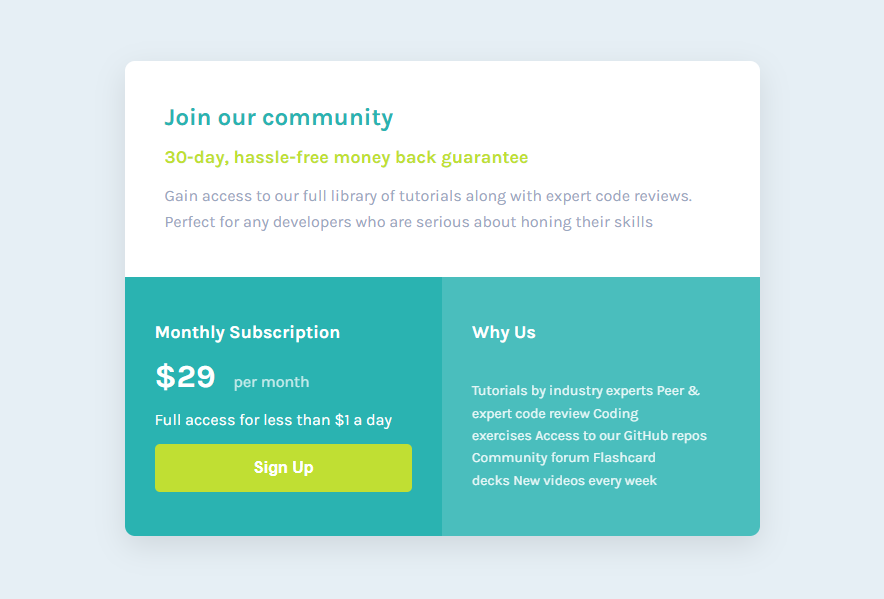 Join our community
30-day, hassle-free money back guarantee
Gain access to our full library of tutorials along with expert code reviews.
Perfect for any developers who are serious about honing their skills
Monthly Subscription
$29 per month
Full access for less than $1 a day
Sign Up
Why Us
Tutorials by industry experts Peer &
expert code review Coding
exercises Access to our GitHub repos
Community forum Flashcard
decks New videos every week